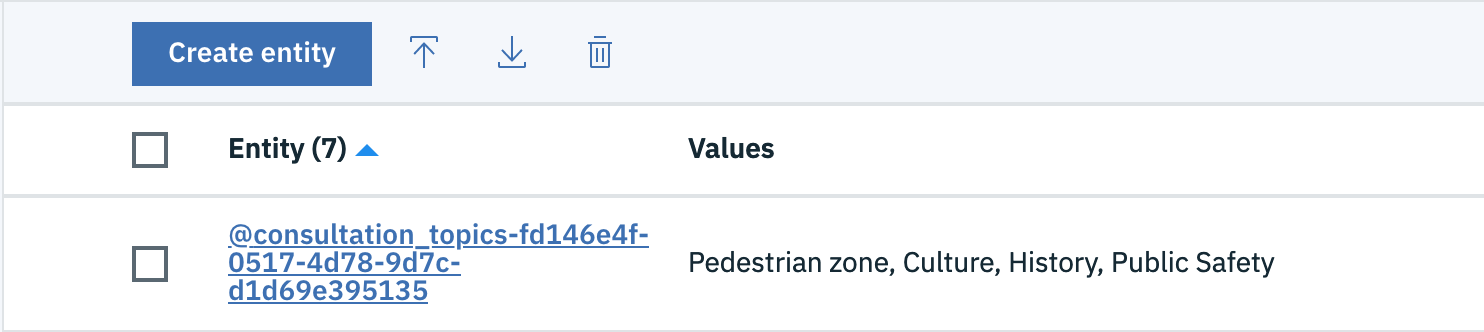 Create entity
Entity (7)
Values
@consultation_topics-fd146e4f-
0517-4d78-9d7c-
d1d69e395135
Pedestrian zone, Culture, History, Public Safety